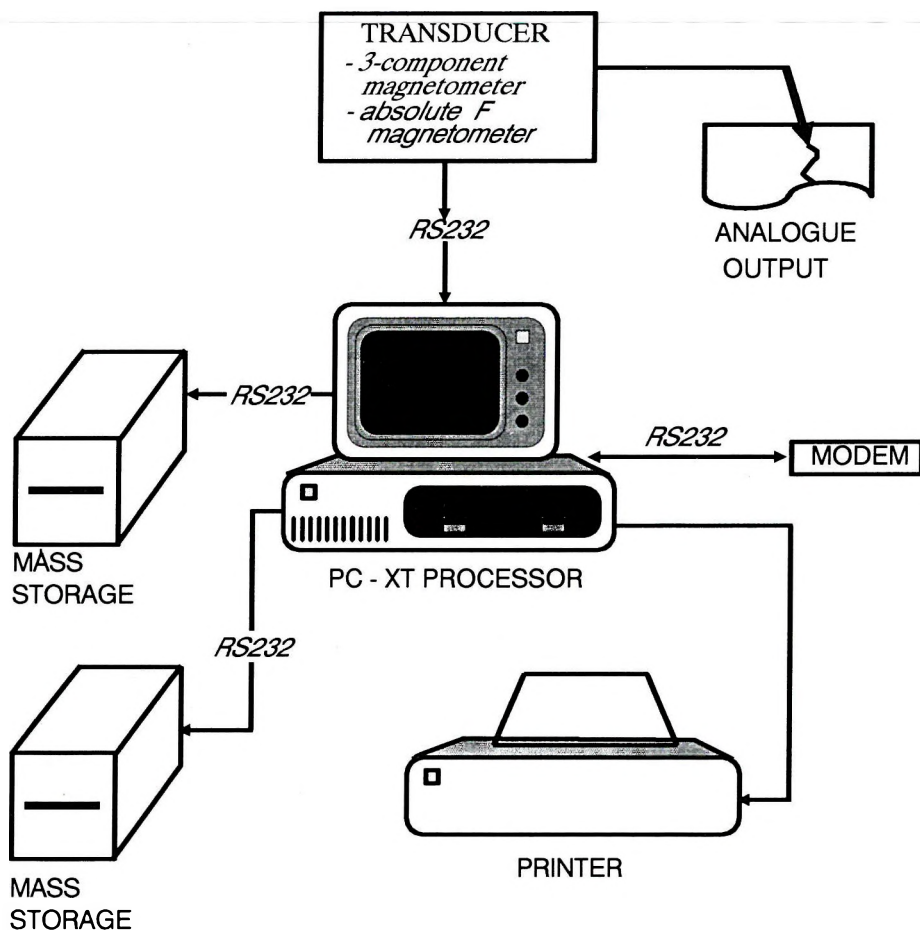 TRANSDUCER
- 3-component
magnetometer
- absolute F
magnetometer
ANALOGUE
OUTPUT
RS232
RS232
RS232
MODEM
MASS
STORAGE
PC - XT PROCESSOR
RS232
PRINTER
MASS
STORAGE